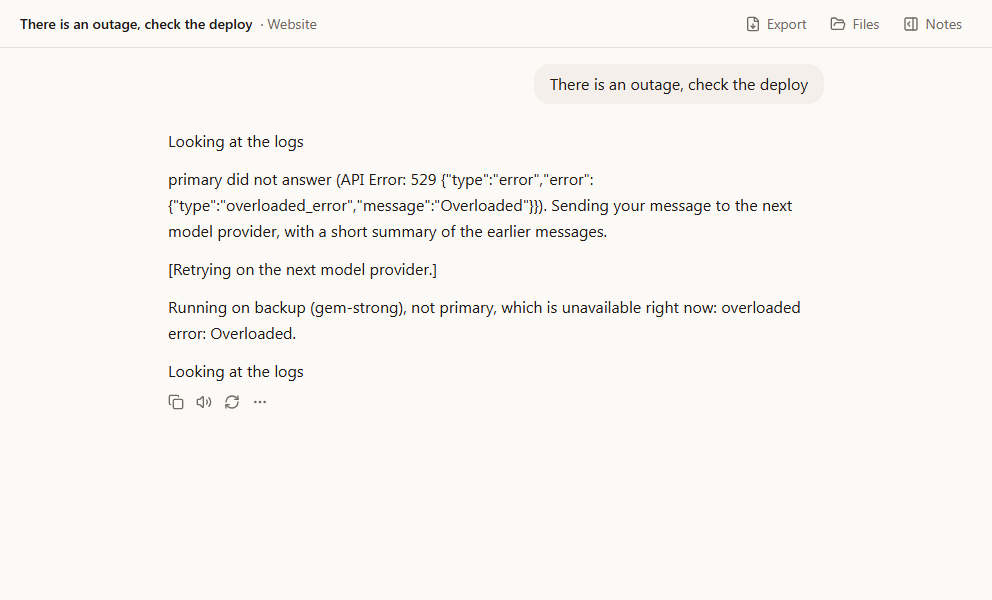 There is an outage, check the deploy · Website
Export
Files
Notes
There is an outage, check the deploy
Looking at the logs
primary did not answer (API Error: 529 {"type":"error","error":
{"type":"overloaded_error","message":"Overloaded"}}). Sending your message to the next
model provider, with a short summary of the earlier messages.
[Retrying on the next model provider.]
Running on backup (gem-strong), not primary, which is unavailable right now: overloaded
error: Overloaded.
Looking at the logs